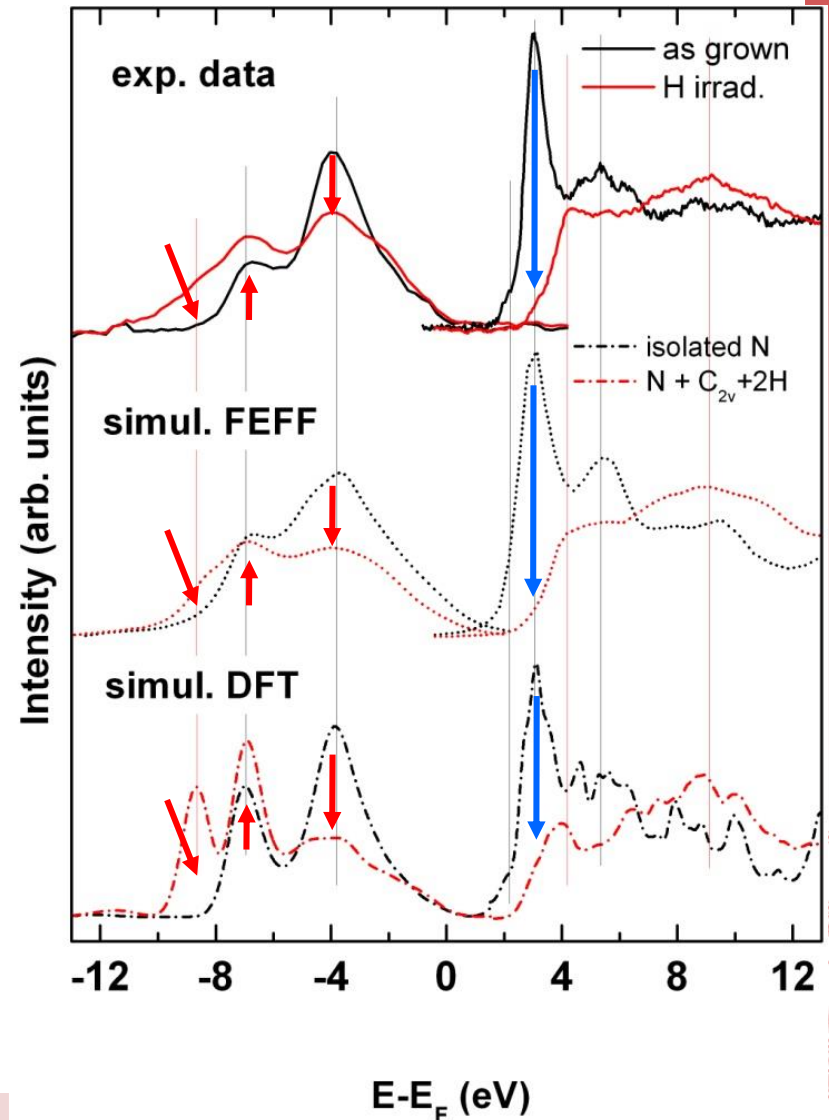 exp. data
as grown
H irrad.
isolated N
N + C2v+2H
simul. FEFF
simul. DFT
Intensity (arb. units)
-12 -8 -4 0 4 8 12
E-EF (eV)